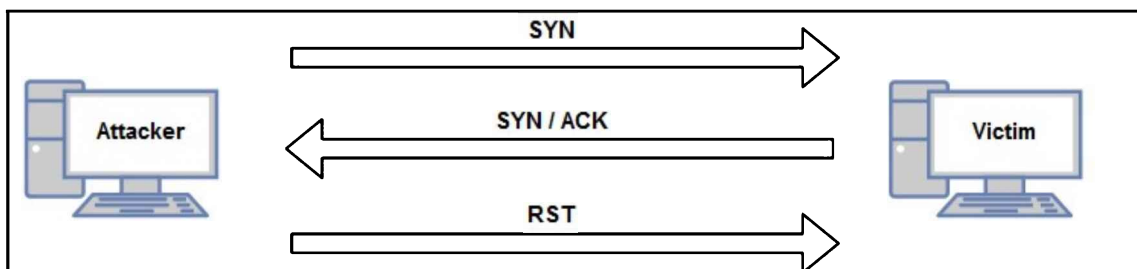 SYN
Attacker
SYN / ACK
Victim
RST